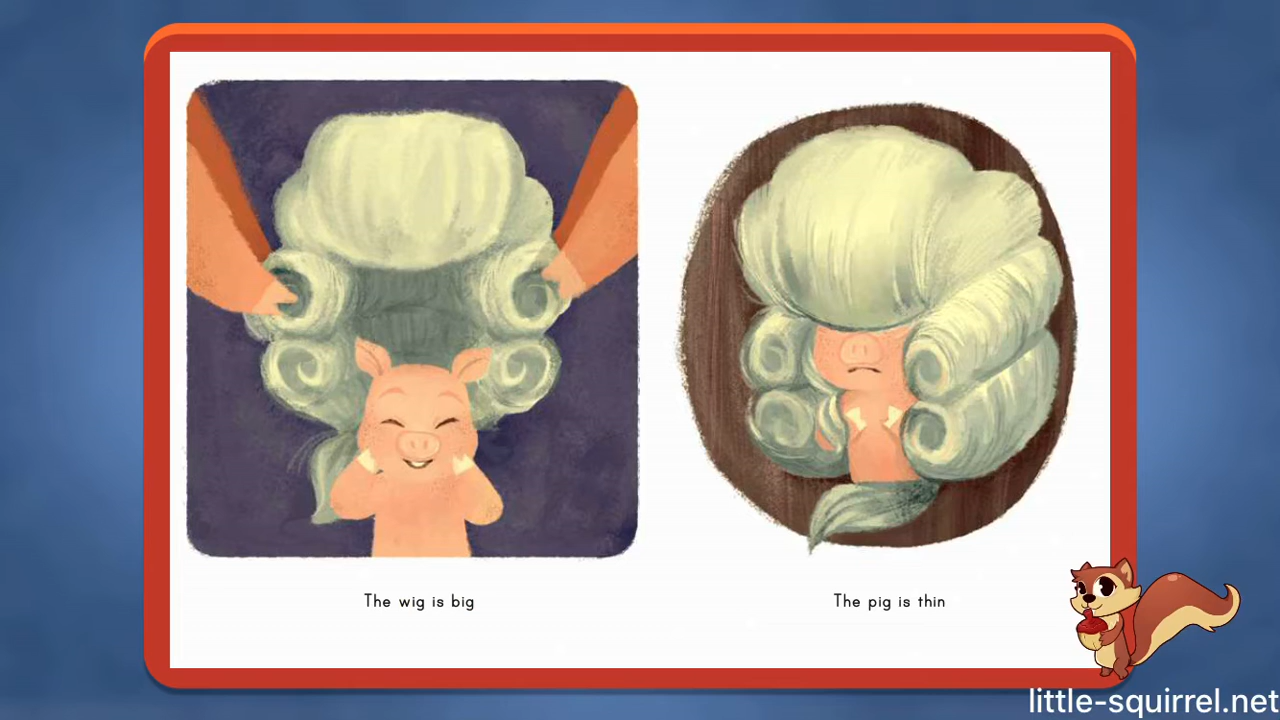 The wig is big
The pig is thin
little-squirrel.net